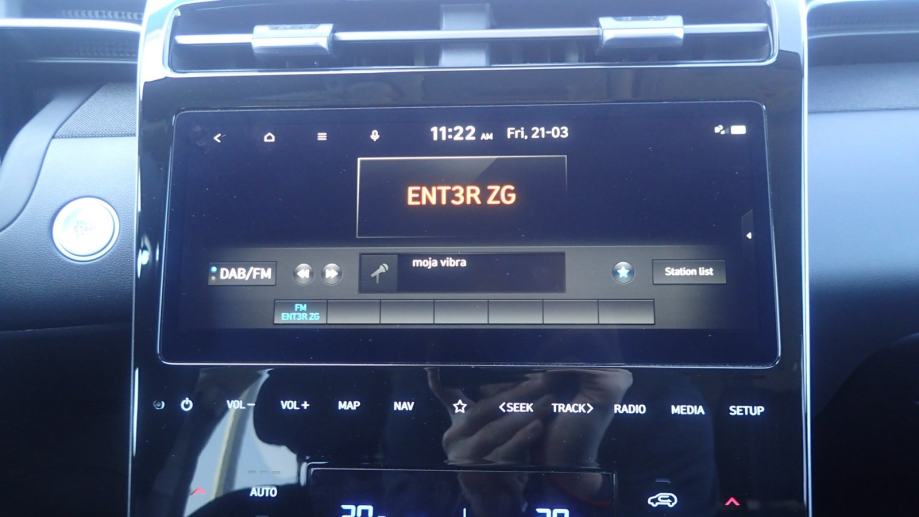 11:22 AM Fri, 21-03
ENT3R ZG
DAB/FM
moja vibra
Station list
FM
ENT3R ZG
VOL−
VOL+
MAP
NAV
<SEEK
TRACK>
RADIO
MEDIA
SETUP
AUTO